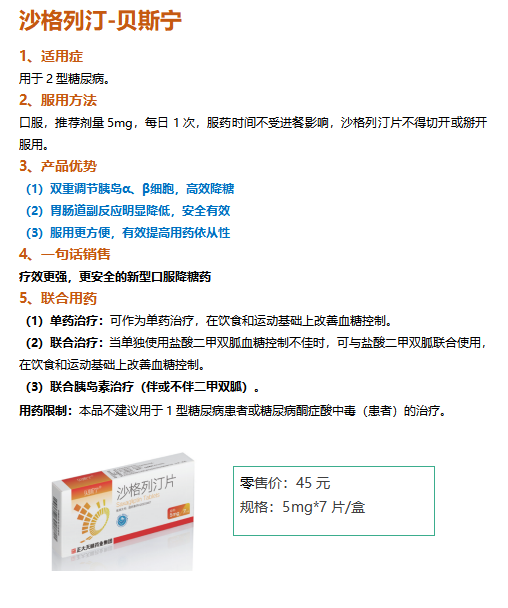 沙格列汀-贝斯宁
1、适用症
用于 2 型糖尿病。
2、服用方法
口服，推荐剂量 5mg，每日 1 次，服药时间不受进餐影响，沙格列汀片不得切开或掰开
服用。
3、产品优势
（1）双重调节胰岛α、β细胞，高效降糖
（2）胃肠道副反应明显降低，安全有效
（3）服用更方便，有效提高用药依从性
4、一句话销售
疗效更强，更安全的新型口服降糖药
5、联合用药
（1）单药治疗：可作为单药治疗，在饮食和运动基础上改善血糖控制。
（2）联合治疗：当单独使用盐酸二甲双胍血糖控制不佳时，可与盐酸二甲双胍联合使用，
在饮食和运动基础上改善血糖控制。
（3）联合胰岛素治疗（伴或不伴二甲双胍）。
用药限制：本品不建议用于 1 型糖尿病患者或糖尿病酮症酸中毒（患者）的治疗。
沙格列汀片
5mg
正大天晴药业集团
零售价：45 元
规格：5mg*7 片/盒